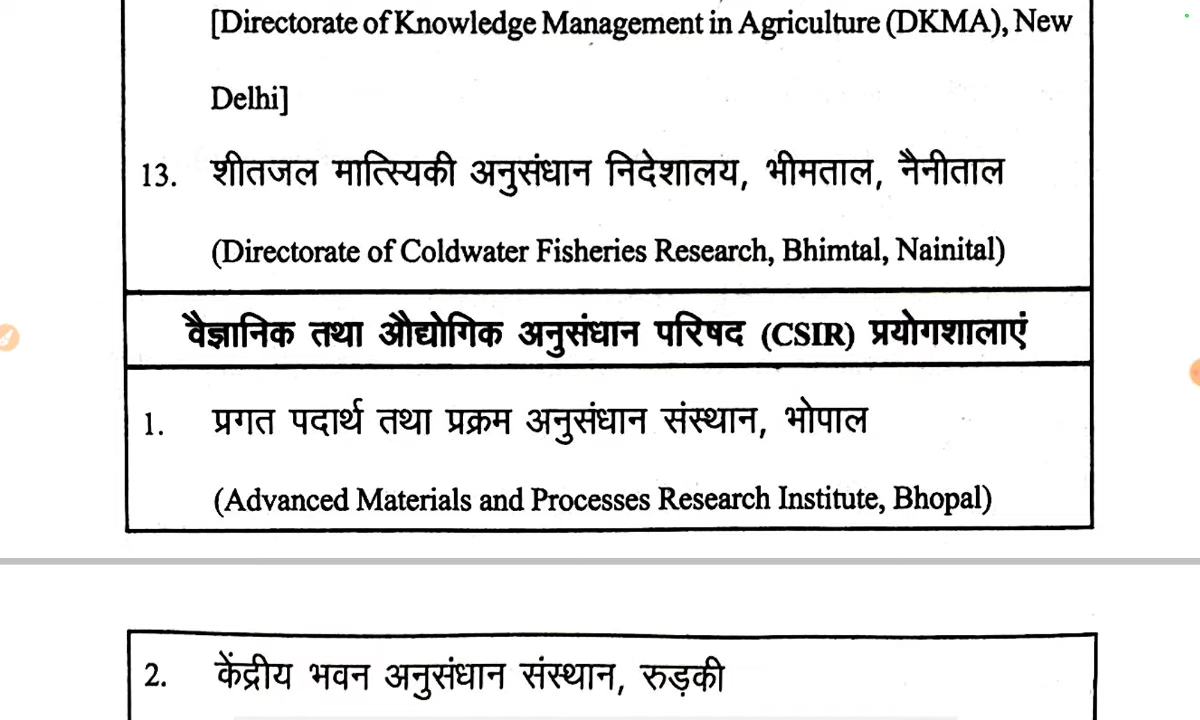 [Directorate of Knowledge Management in Agriculture (DKMA), New
Delhi]
13. शीतजल मात्स्यिकी अनुसंधान निदेशालय, भीमताल, नैनीताल
(Directorate of Coldwater Fisheries Research, Bhimtal, Nainital)
वैज्ञानिक तथा औद्योगिक अनुसंधान परिषद (CSIR) प्रयोगशालाएं
1. प्रगत पदार्थ तथा प्रक्रम अनुसंधान संस्थान, भोपाल
(Advanced Materials and Processes Research Institute, Bhopal)
2. केंद्रीय भवन अनुसंधान संस्थान, रुड़की